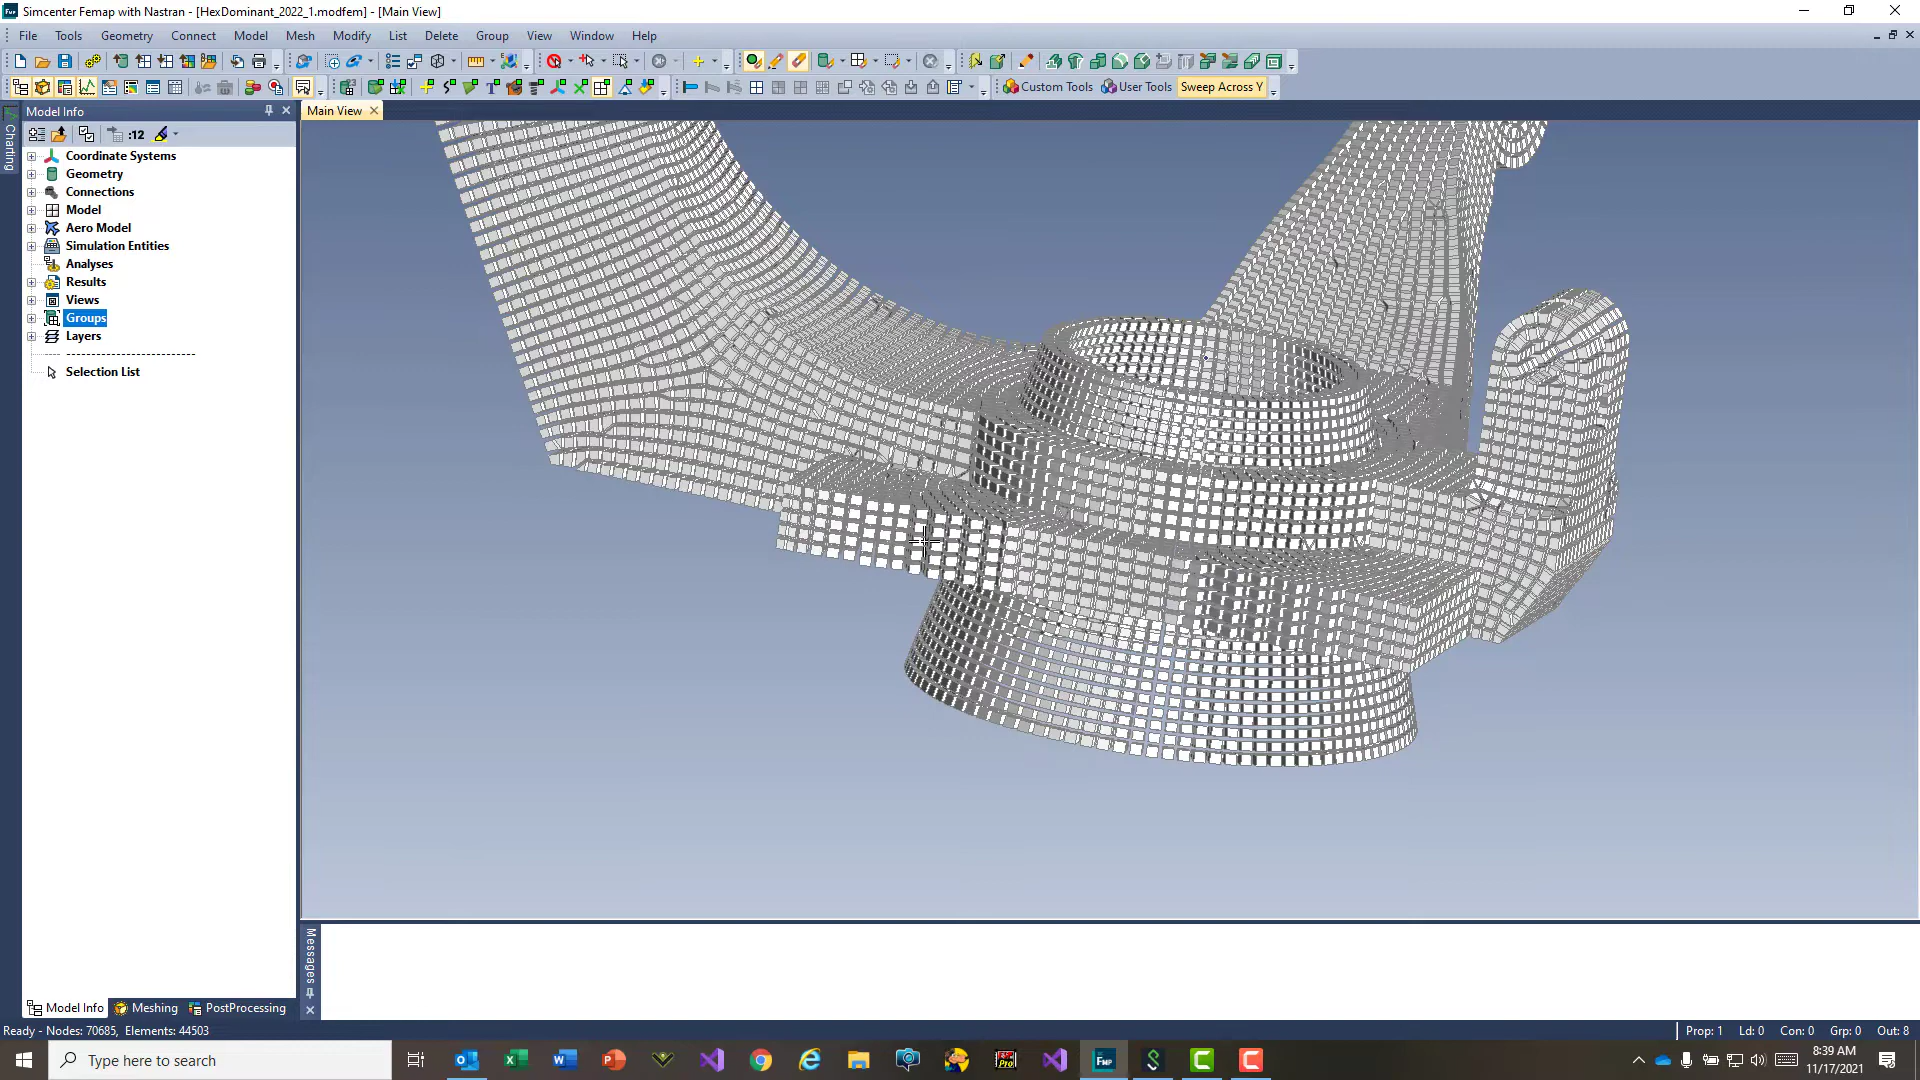 Simcenter Femap with Nastran - [HexDominant_2022_1.modfem] - [Main View]
File Tools Geometry Connect Model Mesh Modify List Delete Group View Window Help
Custom Tools User Tools Sweep Across Y
Model Info
Main View
Charting
:12
Coordinate Systems
Geometry
Connections
Model
Aero Model
Simulation Entities
Analyses
Results
Views
Groups
Layers
Selection List
Messages
Model Info Meshing PostProcessing
Ready - Nodes: 70685, Elements: 44503
Prop: 1 Ld: 0 Con: 0 Grp: 0 Out: 8
Type here to search
8:39 AM
11/17/2021